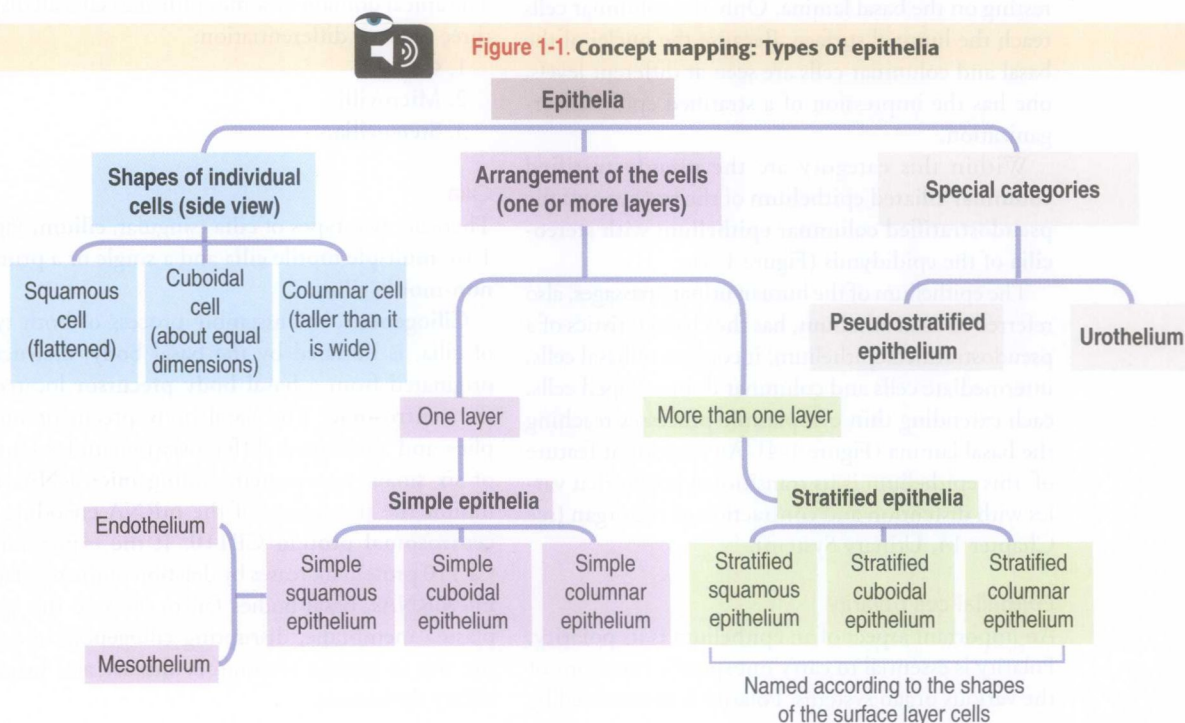 Figure 1-1. Concept mapping: Types of epithelia
Epithelia
Shapes of individual
cells (side view)
Arrangement of the cells
(one or more layers)
Special categories
Squamous
cell
(flattened)
Cuboidal
cell
(about equal
dimensions)
Columnar cell
(taller than it
is wide)
Pseudostratified
epithelium
Urothelium
One layer
More than one layer
Simple epithelia
Stratified epithelia
Endothelium
Mesothelium
Simple
squamous
epithelium
Simple
cuboidal
epithelium
Simple
columnar
epithelium
Stratified
squamous
epithelium
Stratified
cuboidal
epithelium
Stratified
columnar
epithelium
Named according to the shapes
of the surface layer cells